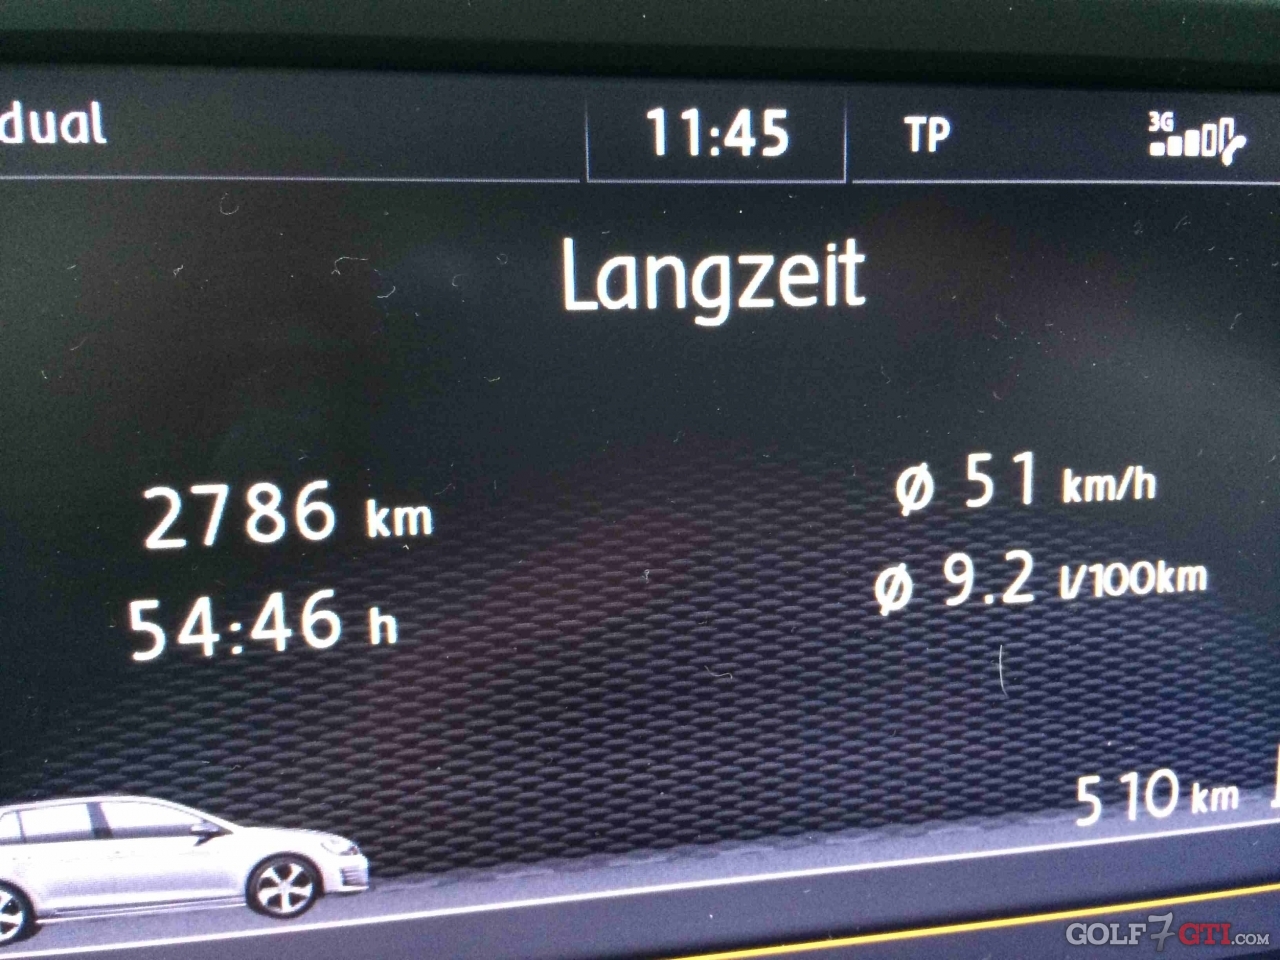 dual
11:45
TP
3G
Langzeit
2786 km
ø 51 km/h
54:46 h
ø 9.2 l/100km
510 km
GOLF7GTI.com